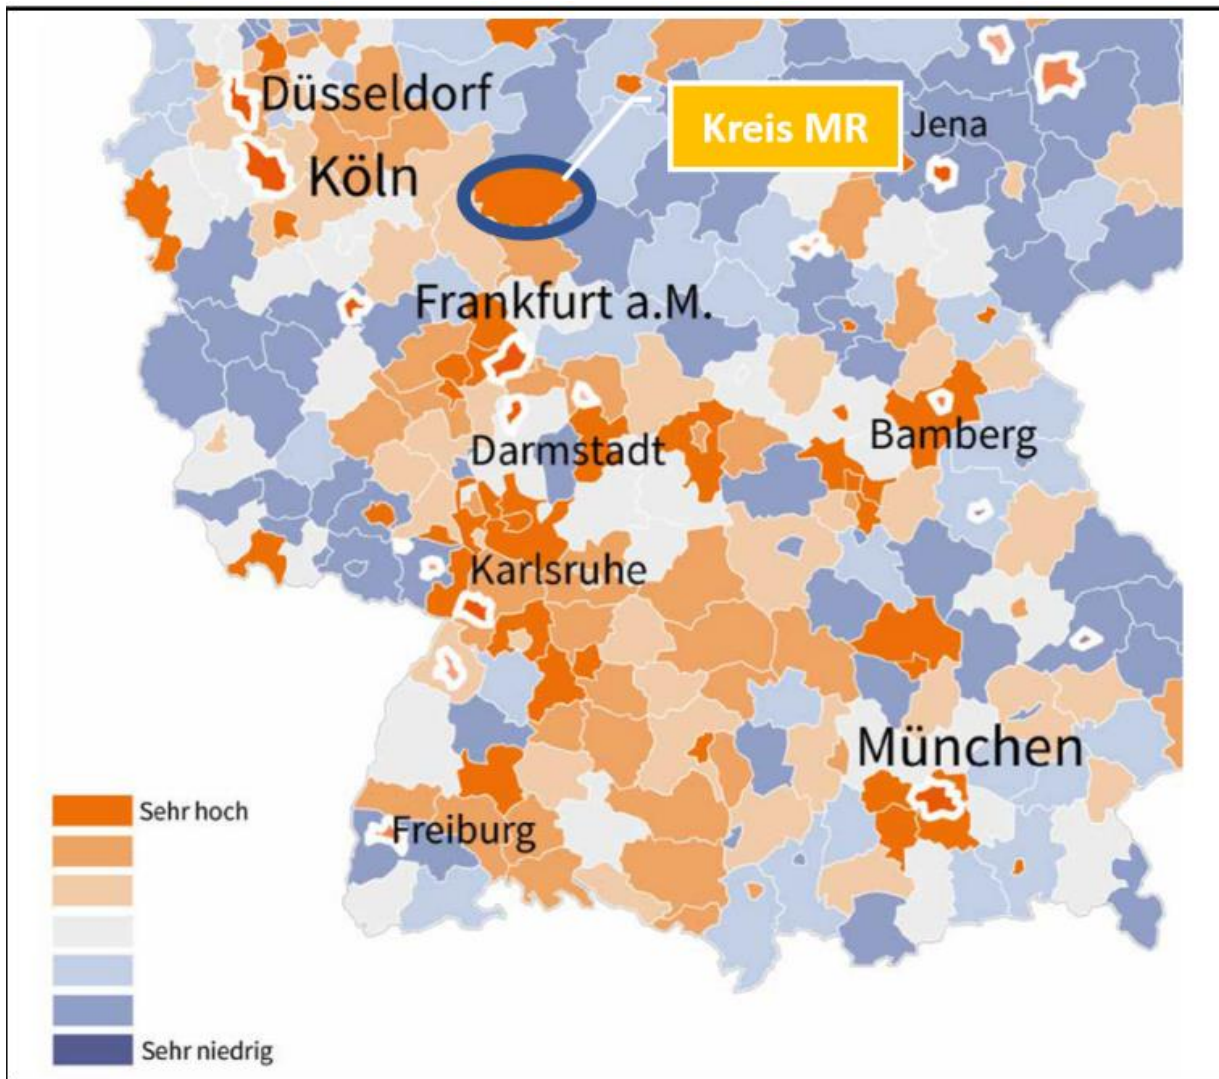 Düsseldorf
Kreis MR
Jena
Köln
Frankfurt a.M.
Bamberg
Darmstadt
Karlsruhe
München
Freiburg
Sehr hoch
Sehr niedrig